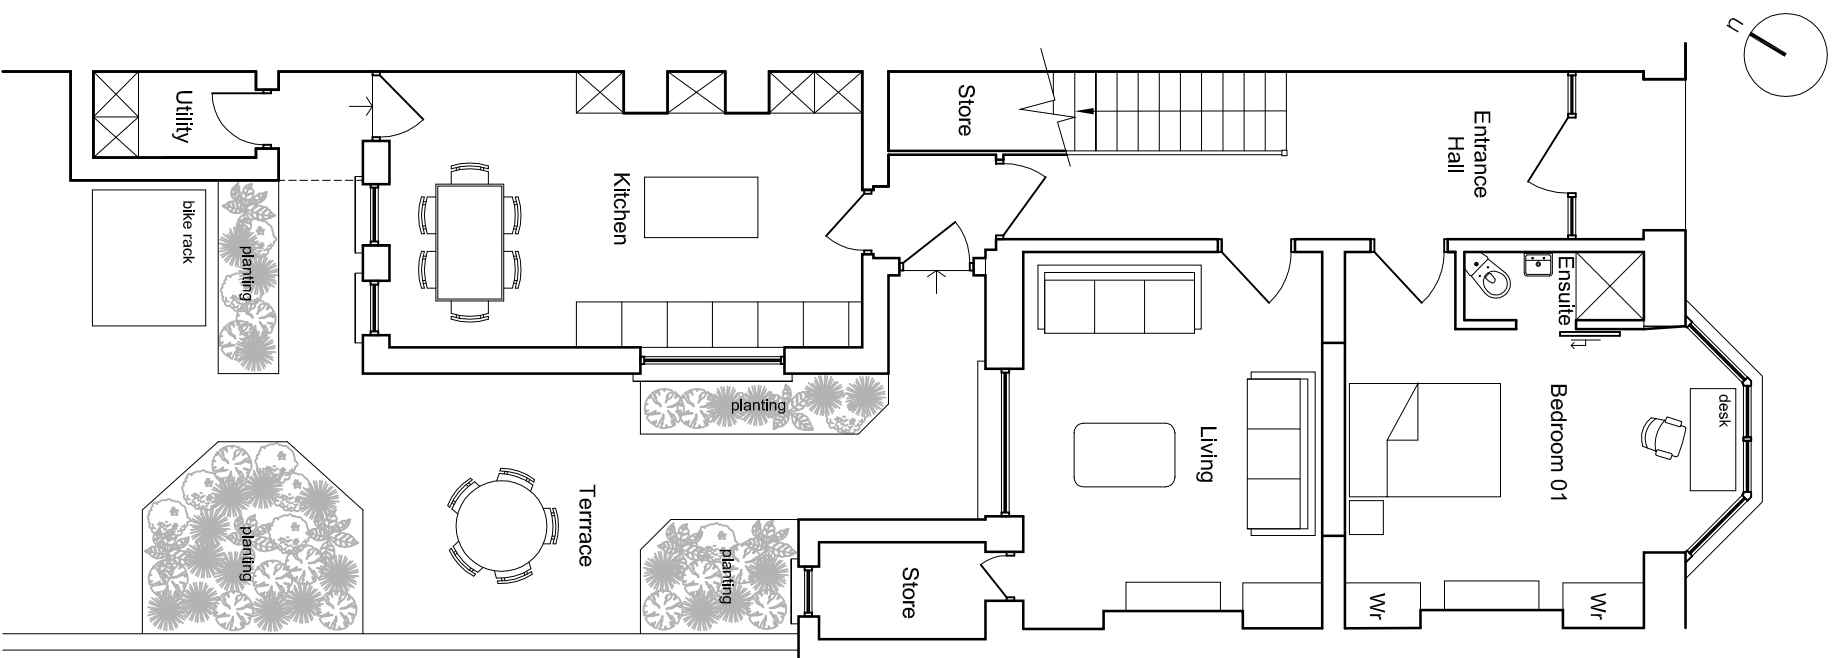 n
Utility
Store
Entrance
Hall
Kitchen
bike rack
planting
Ensuite
desk
planting
Living
Bedroom 01
Terrrace
planting
planting
Store
Wr
Wr